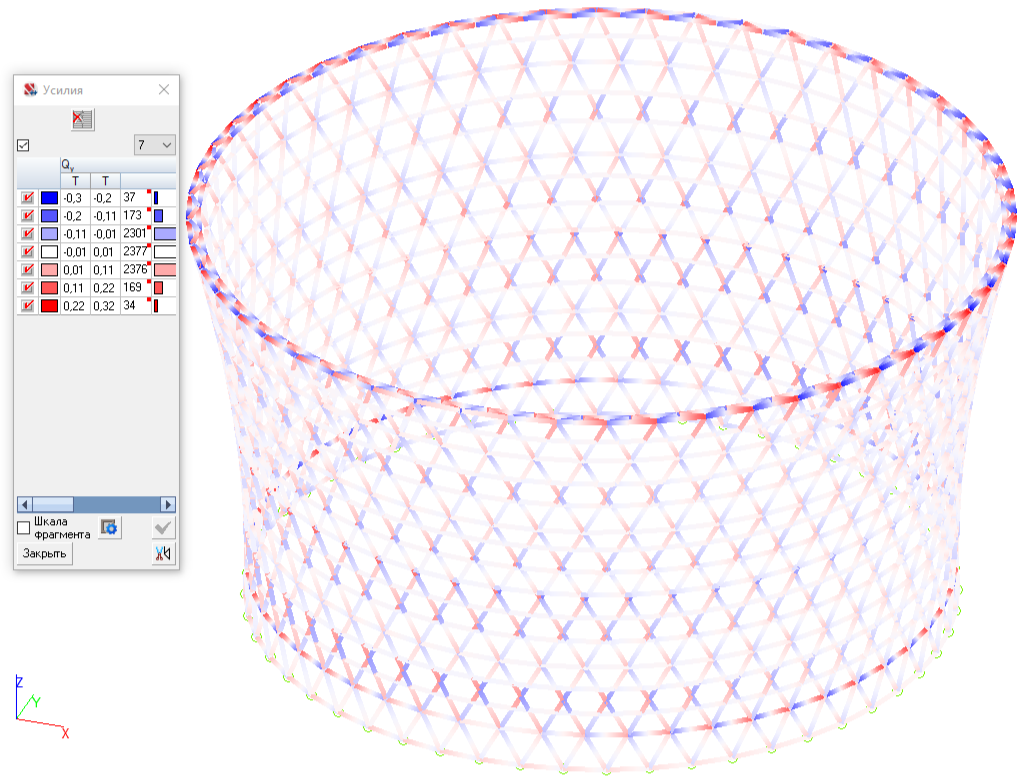 Усилия
7
Qy
Т Т
-0,3 -0,2 37
-0,2 -0,11 173
-0,11 -0,01 2301
-0,01 0,01 2377
0,01 0,11 2376
0,11 0,22 169
0,22 0,32 34
Шкала
фрагмента
Закрыть
Z
Y
X